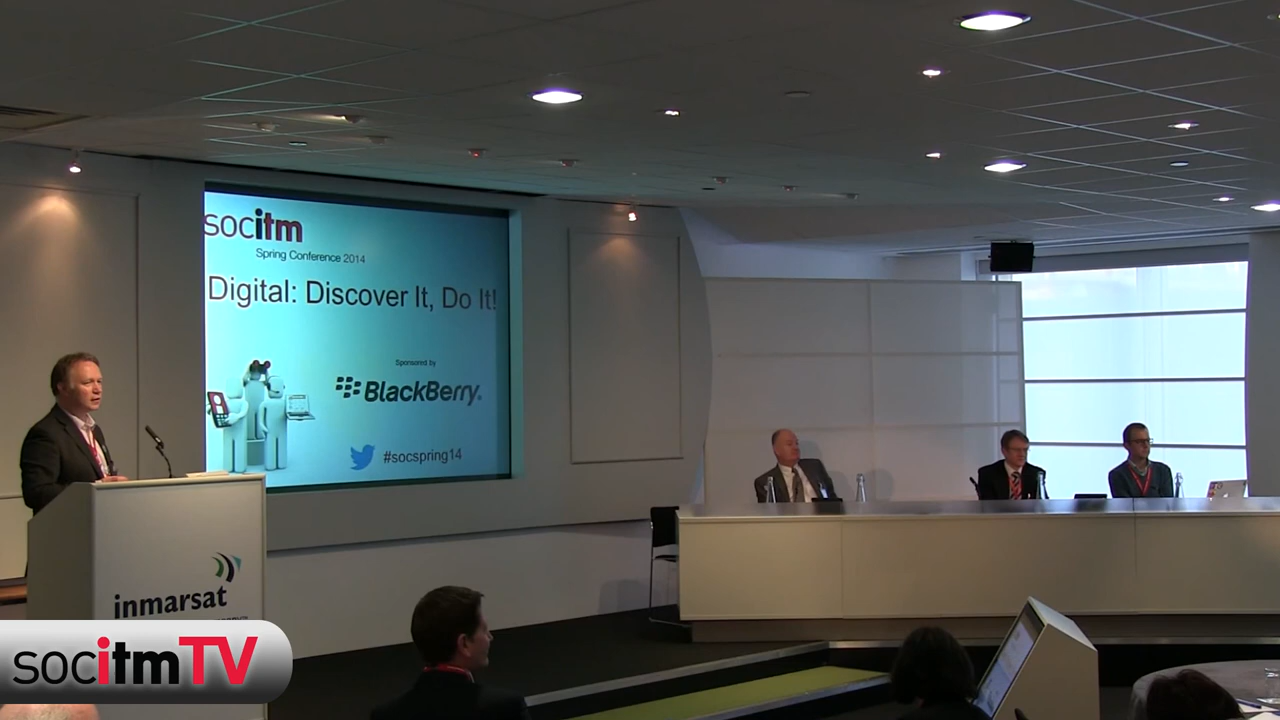 socitm
Spring Conference 2014
Digital: Discover It, Do It!
Sponsored by
BlackBerry
#socspring14
inmarsat
socitmTV